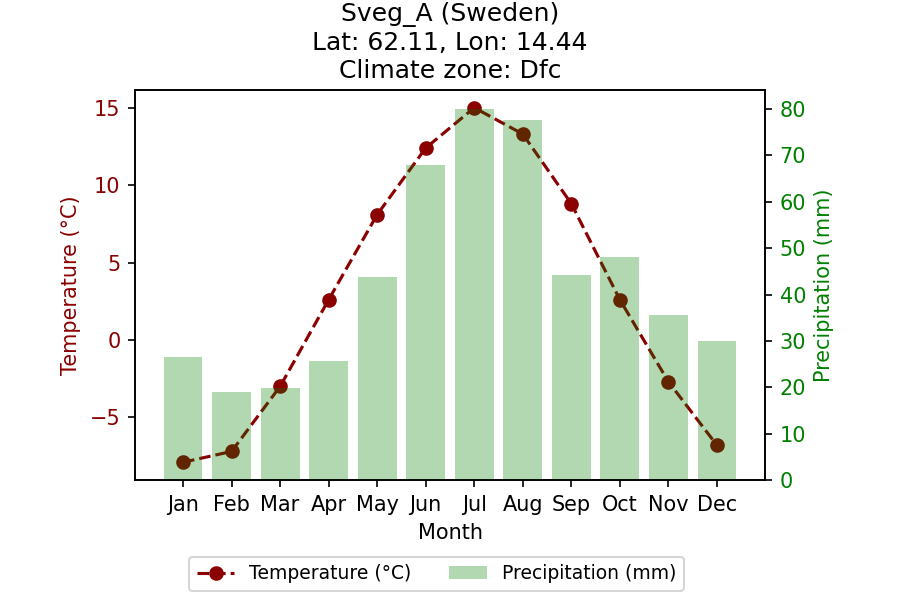 Sveg_A (Sweden)
Lat: 62.11, Lon: 14.44
Climate zone: Dfc
15
10
5
0
−5
Temperature (°C)
80
70
60
50
40
30
20
10
0
Precipitation (mm)
Jan Feb Mar Apr May Jun Jul Aug Sep Oct Nov Dec
Month
Temperature (°C) Precipitation (mm)